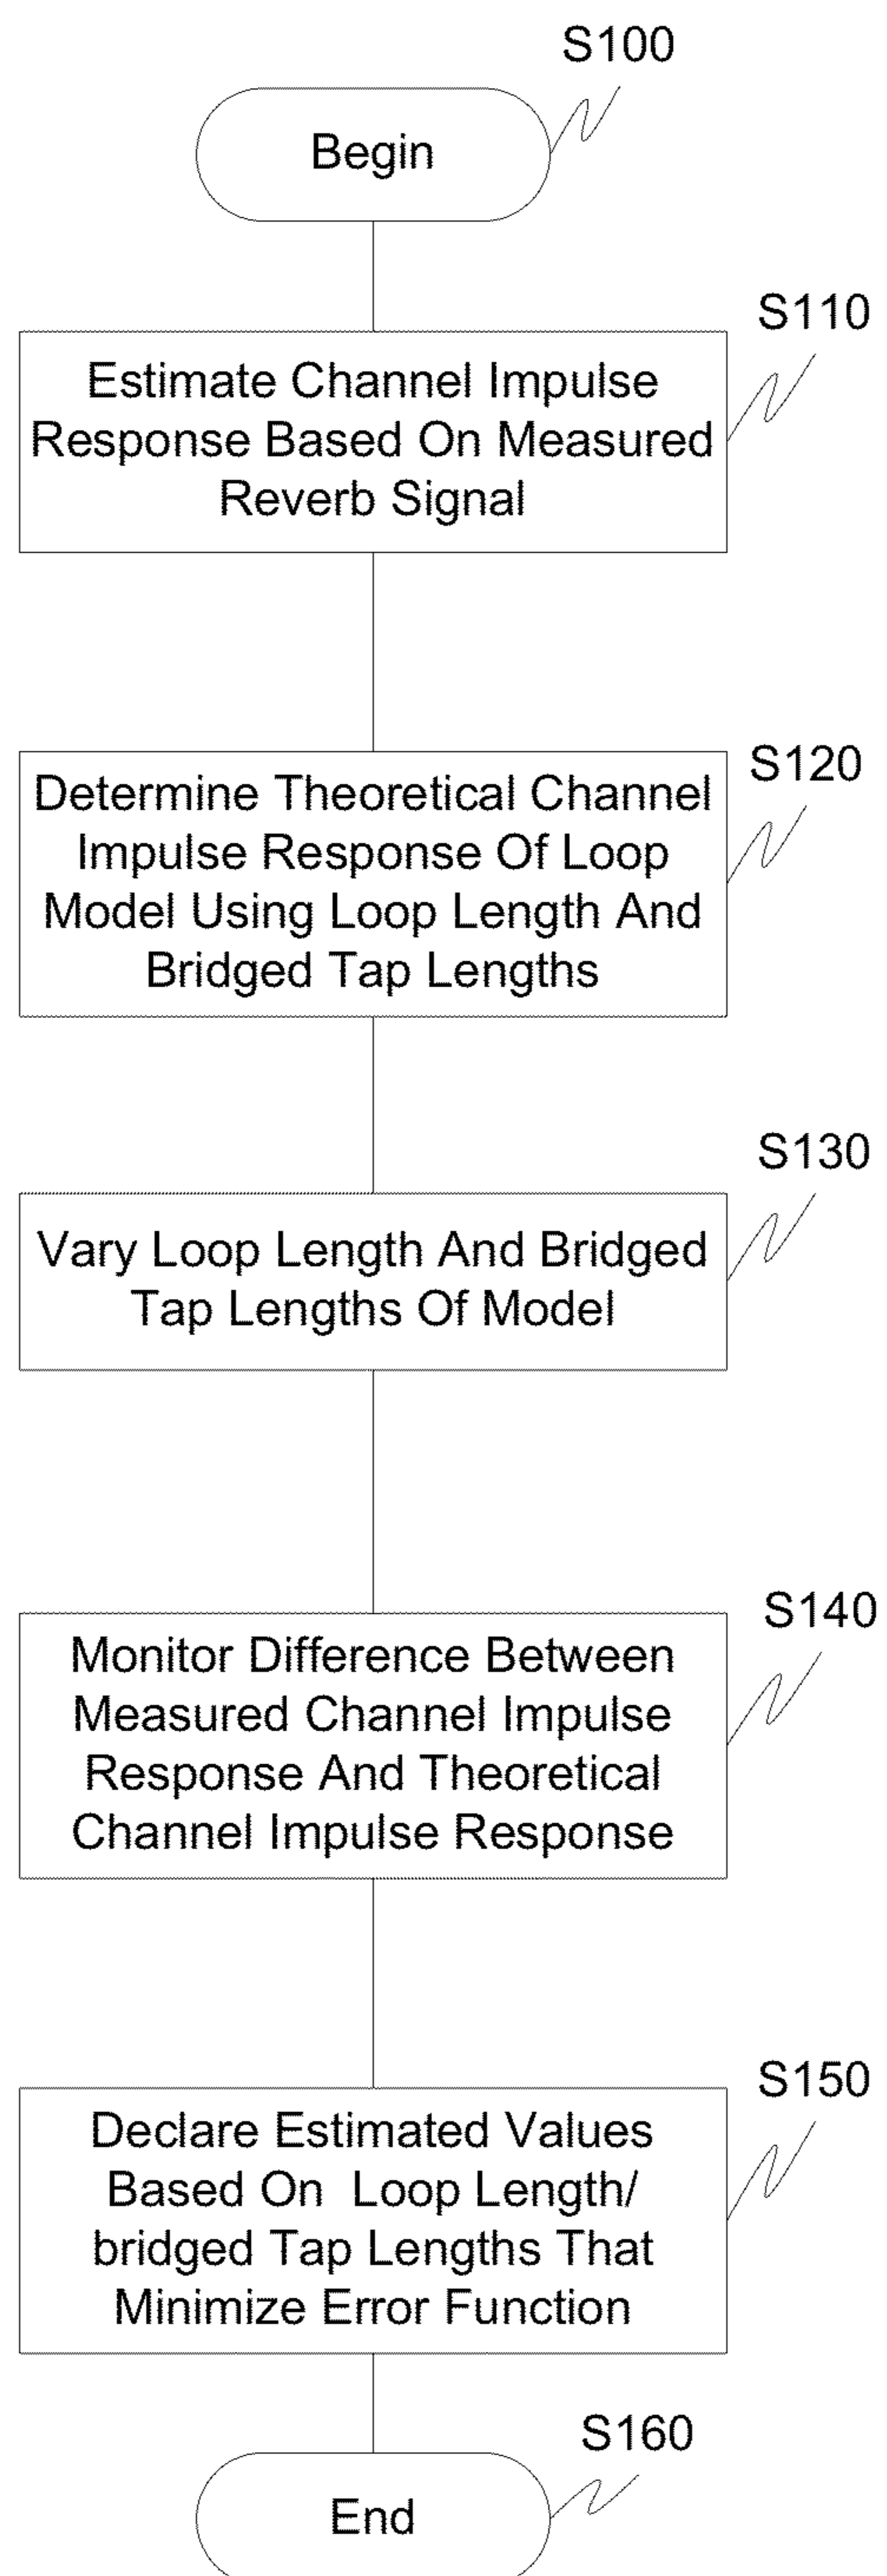 S100
Begin
S110
Estimate Channel Impulse
Response Based On Measured
Reverb Signal
S120
Determine Theoretical Channel
Impulse Response Of Loop
Model Using Loop Length And
Bridged Tap Lengths
S130
Vary Loop Length And Bridged
Tap Lengths Of Model
S140
Monitor Difference Between
Measured Channel Impulse
Response And Theoretical
Channel Impulse Response
S150
Declare Estimated Values
Based On Loop Length/
bridged Tap Lengths That
Minimize Error Function
S160
End